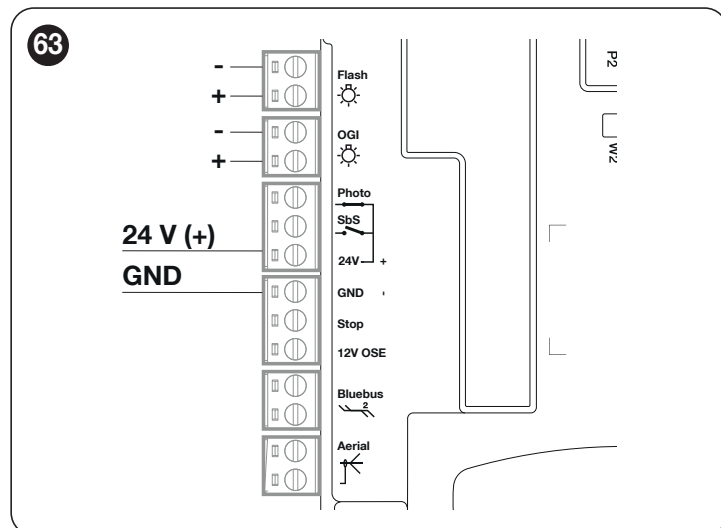 63
-
+
Flash
-
+
OGI
Photo
SbS
24 V (+)
24V +
GND
GND -
Stop
12V OSE
Bluebus
2
Aerial
P2
W2